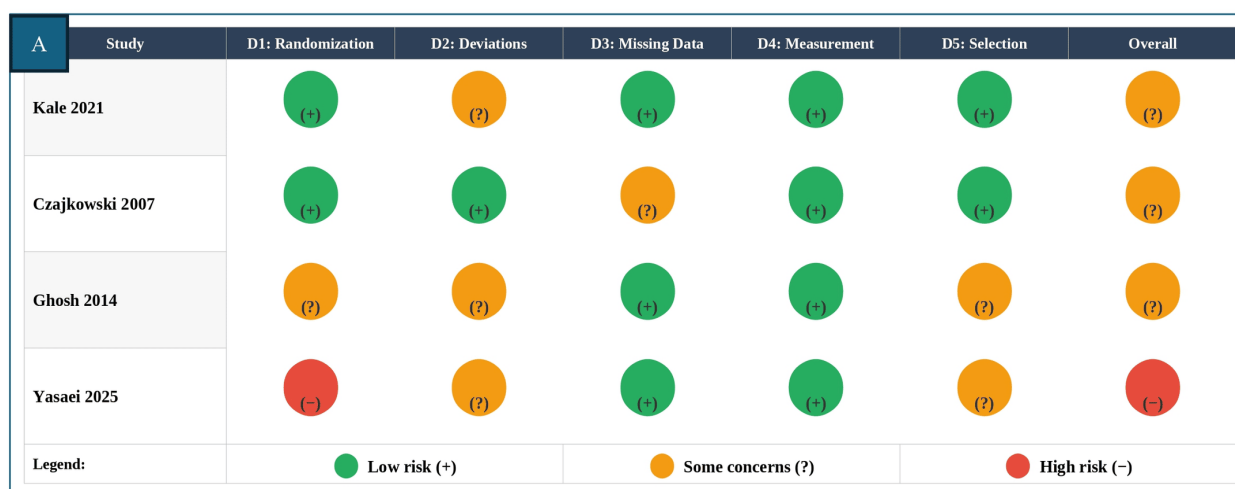 A
Study D1: Randomization D2: Deviations D3: Missing Data D4: Measurement D5: Selection Overall
Kale 2021 (+) (?) (+) (+) (+) (?)
Czajkowski 2007 (+) (+) (?) (+) (+) (?)
Ghosh 2014 (?) (?) (+) (+) (?) (?)
Yasaei 2025 (−) (?) (+) (+) (?) (−)
Legend: Low risk (+) Some concerns (?) High risk (−)